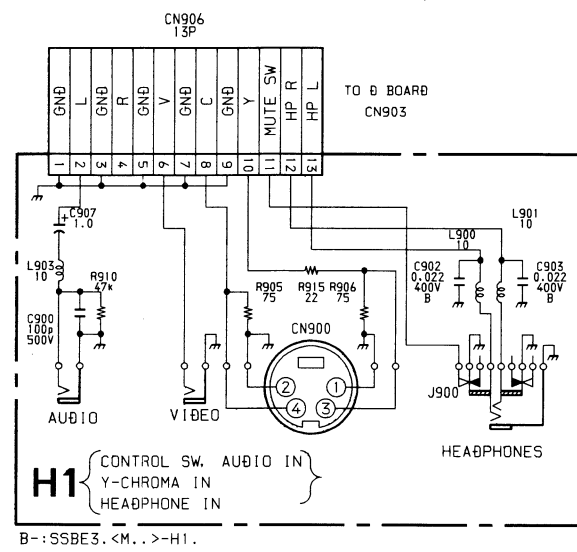 CN906
13P
GND L GND R GND V GND C GND Y MUTE SW HP R HP L
TO D BOARD
CN903
1 2 3 4 5 6 7 8 9 10 11 12 13
C907
1.0
L903
10
R910
47k
C900
100p
500V
R905
75
R915
22
R906
75
CN900
2 1
4 3
L901
10
L900
10
C902
0.022
400V
B
C903
0.022
400V
B
J900
AUDIO
VIDEO
HEADPHONES
H1
CONTROL SW. AUDIO IN
Y-CHROMA IN
HEADPHONE IN
B-:SSBE3.<M..>-H1.